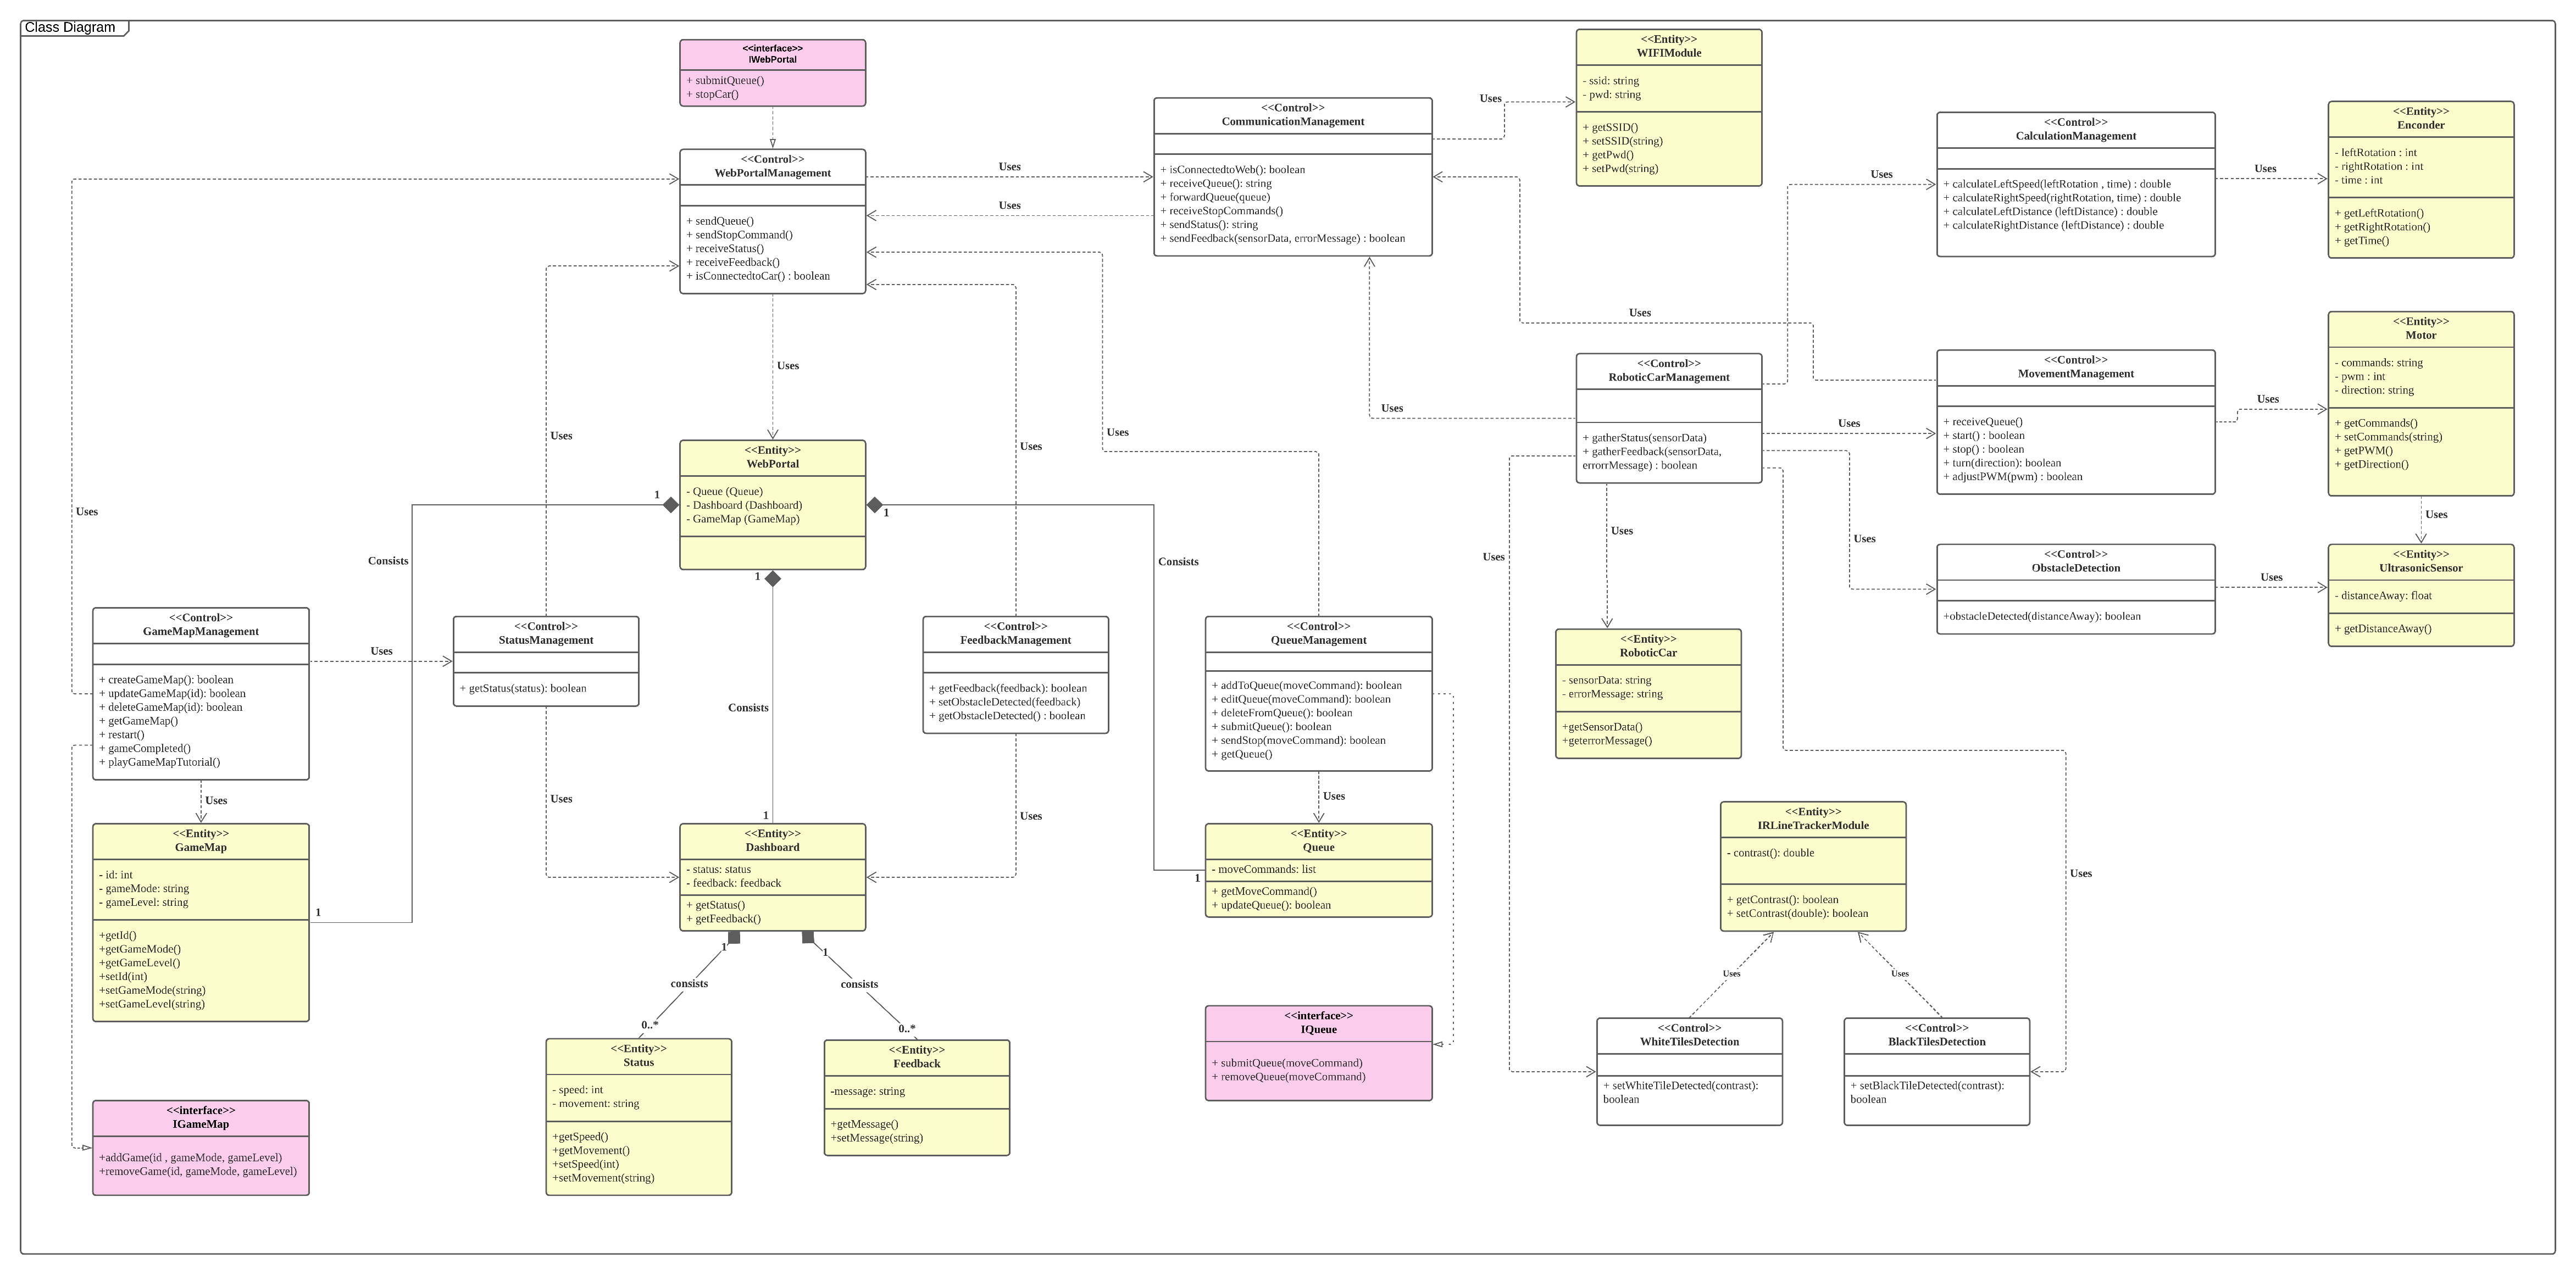 Class Diagram
<<interface>>
IWebPortal
+ submitQueue()
+ stopCar()
<<Control>>
WebPortalManagement
+ sendQueue()
+ sendStopCommand()
+ receiveStatus()
+ receiveFeedback()
+ isConnectedtoCar() : boolean
Uses
Uses
<<Control>>
CommunicationManagement
+ isConnectedtoWeb(): boolean
+ receiveQueue(): string
+ forwardQueue(queue)
+ receiveStopCommands()
+ sendStatus(): string
+ sendFeedback(sensorData, errorMessage) : boolean
Uses
<<Entity>>
WIFIModule
- ssid: string
- pwd: string
+ getSSID()
+ setSSID(string)
+ getPwd()
+ setPwd(string)
Uses
<<Control>>
CalculationManagement
+ calculateLeftSpeed(leftRotation , time) : double
+ calculateRightSpeed(rightRotation, time) : double
+ calculateLeftDistance (leftDistance) : double
+ calculateRightDistance (leftDistance) : double
Uses
<<Entity>>
Enconder
- leftRotation : int
- rightRotation : int
- time : int
+ getLeftRotation()
+ getRightRotation()
+ getTime()
Uses
Uses
<<Control>>
RoboticCarManagement
+ gatherStatus(sensorData)
+ gatherFeedback(sensorData,
errorrMessage) : boolean
Uses
Uses
<<Control>>
MovementManagement
+ receiveQueue()
+ start() : boolean
+ stop() : boolean
+ turn(direction): boolean
+ adjustPWM(pwm) : boolean
Uses
<<Entity>>
Motor
- commands: string
- pwm : int
- direction: string
+ getCommands()
+ setCommands(string)
+ getPWM()
+ getDirection()
Uses
Uses
Uses
Uses
Uses
<<Entity>>
WebPortal
- Queue (Queue)
- Dashboard (Dashboard)
- GameMap (GameMap)
1
1
1
Uses
Consists
Consists
Uses
Uses
Uses
<<Control>>
ObstacleDetection
+obstacleDetected(distanceAway): boolean
Uses
<<Entity>>
UltrasonicSensor
- distanceAway: float
+ getDistanceAway()
<<Control>>
GameMapManagement
+ createGameMap(): boolean
+ updateGameMap(id): boolean
+ deleteGameMap(id): boolean
+ getGameMap()
+ restart()
+ gameCompleted()
+ playGameMapTutorial()
Uses
<<Control>>
StatusManagement
+ getStatus(status): boolean
Consists
<<Control>>
FeedbackManagement
+ getFeedback(feedback): boolean
+ setObstacleDetected(feedback)
+ getObstacleDetected() : boolean
<<Control>>
QueueManagement
+ addToQueue(moveCommand): boolean
+ editQueue(moveCommand): boolean
+ deleteFromQueue(): boolean
+ submitQueue(): boolean
+ sendStop(moveCommand): boolean
+ getQueue()
<<Entity>>
RoboticCar
- sensorData: string
- errorMessage: string
+getSensorData()
+geterrorMessage()
Uses
Uses
1
Uses
Uses
<<Entity>>
GameMap
- id: int
- gameMode: string
- gameLevel: string
+getId()
+getGameMode()
+getGameLevel()
+setId(int)
+setGameMode(string)
+setGameLevel(string)
1
<<Entity>>
Dashboard
- status: status
- feedback: feedback
+ getStatus()
+ getFeedback()
1
1
1
<<Entity>>
Queue
- moveCommands: list
+ getMoveCommand()
+ updateQueue(): boolean
<<Entity>>
IRLineTrackerModule
- contrast(): double
+ getContrast(): boolean
+ setContrast(double): boolean
Uses
Uses
Uses
consists
consists
0..*
0..*
<<Entity>>
Status
- speed: int
- movement: string
+getSpeed()
+getMovement()
+setSpeed(int)
+setMovement(string)
<<Entity>>
Feedback
-message: string
+getMessage()
+setMessage(string)
<<interface>>
IQueue
+ submitQueue(moveCommand)
+ removeQueue(moveCommand)
<<Control>>
WhiteTilesDetection
+ setWhiteTileDetected(contrast):
boolean
<<Control>>
BlackTilesDetection
+ setBlackTileDetected(contrast):
boolean
<<interface>>
IGameMap
+addGame(id , gameMode, gameLevel)
+removeGame(id, gameMode, gameLevel)